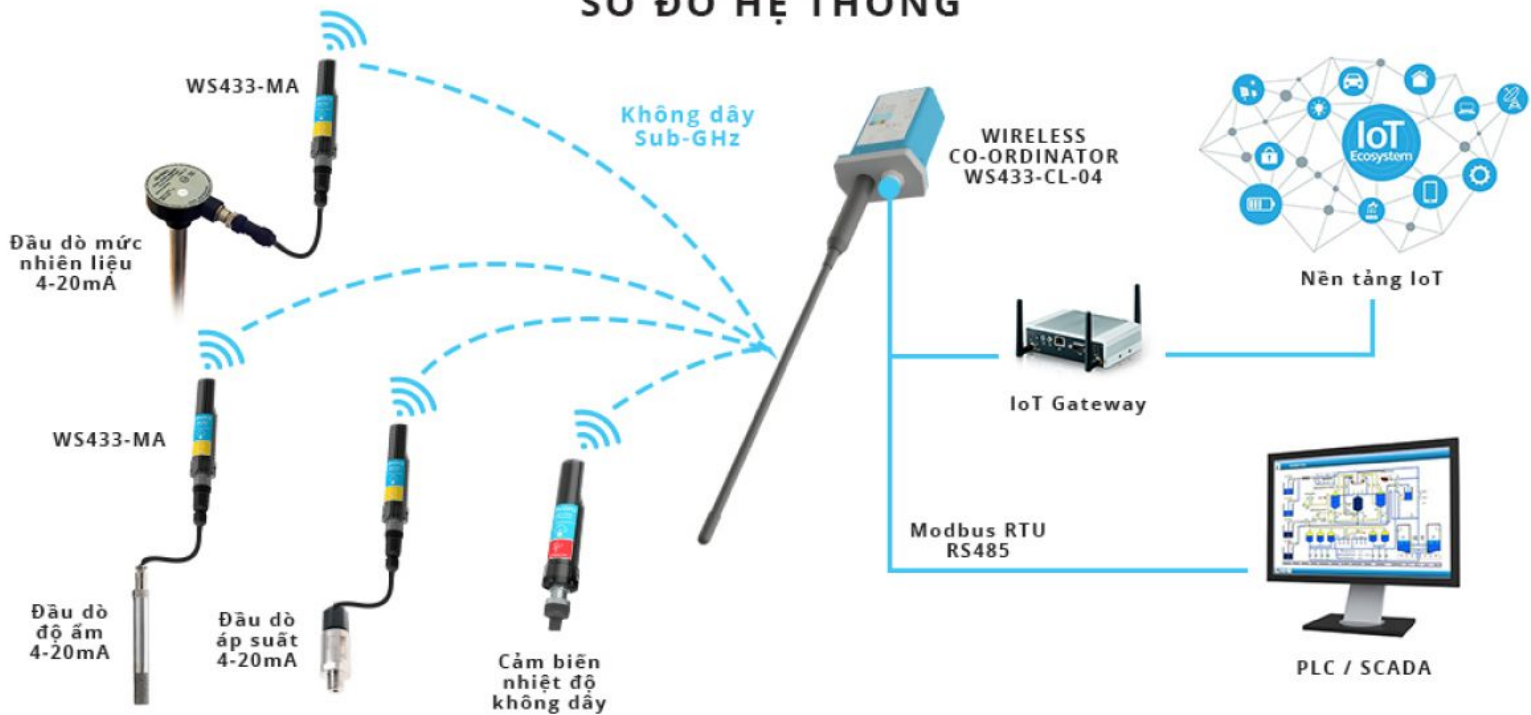 SƠ ĐỒ HỆ THỐNG
WS433-MA
Không dây
Sub-GHz
WIRELESS
CO-ORDINATOR
WS433-CL-04
IoT
Ecosystem
Đầu dò mức
nhiên liệu
4-20mA
Nền tảng IoT
IoT Gateway
WS433-MA
Modbus RTU
RS485
Đầu dò
độ ẩm
4-20mA
Đầu dò
áp suất
4-20mA
Cảm biến
nhiệt độ
không dây
PLC / SCADA